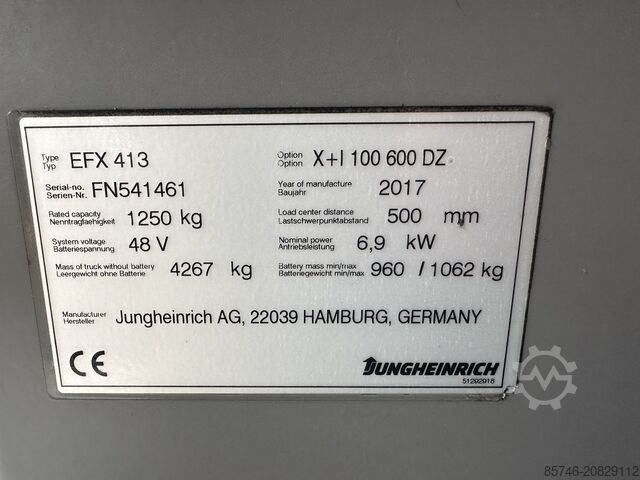 Type EFX 413 Option X+I 100 600 DZ
Typ Option
Serial-no. FN541461 Year of manufacture 2017
Serien-Nr. Baujahr
Rated capacity 1250 kg Load center distance 500 mm
Nenntragfaehigkeit Lastschwerpunktabstand
System voltage 48 V Nominal power 6,9 kW
Batteriespannung Antriebsleistung
Mass of truck without battery 4267 kg Battery mass min/max 960 / 1062 kg
Leergewicht ohne Batterie Batteriegewicht min/max
Manufacturer Jungheinrich AG, 22039 HAMBURG, GERMANY
Hersteller
CE JUNGHEINRICH
51292918
85746-20829112